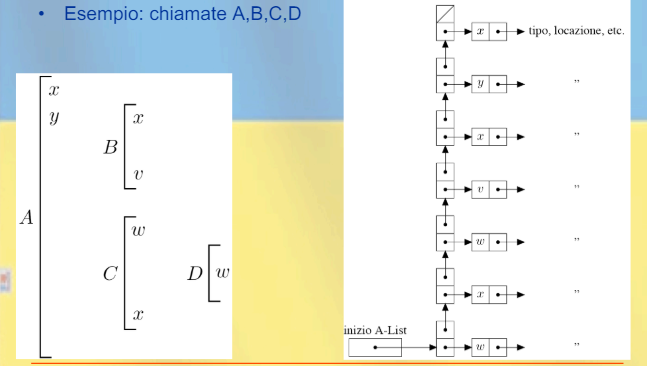 • Esempio: chiamate A,B,C,D
x
y
B
x
v
A
w
C
D
w
x
x
tipo, locazione, etc.
y
”
x
”
v
”
w
”
x
”
inizio A-List
w
”